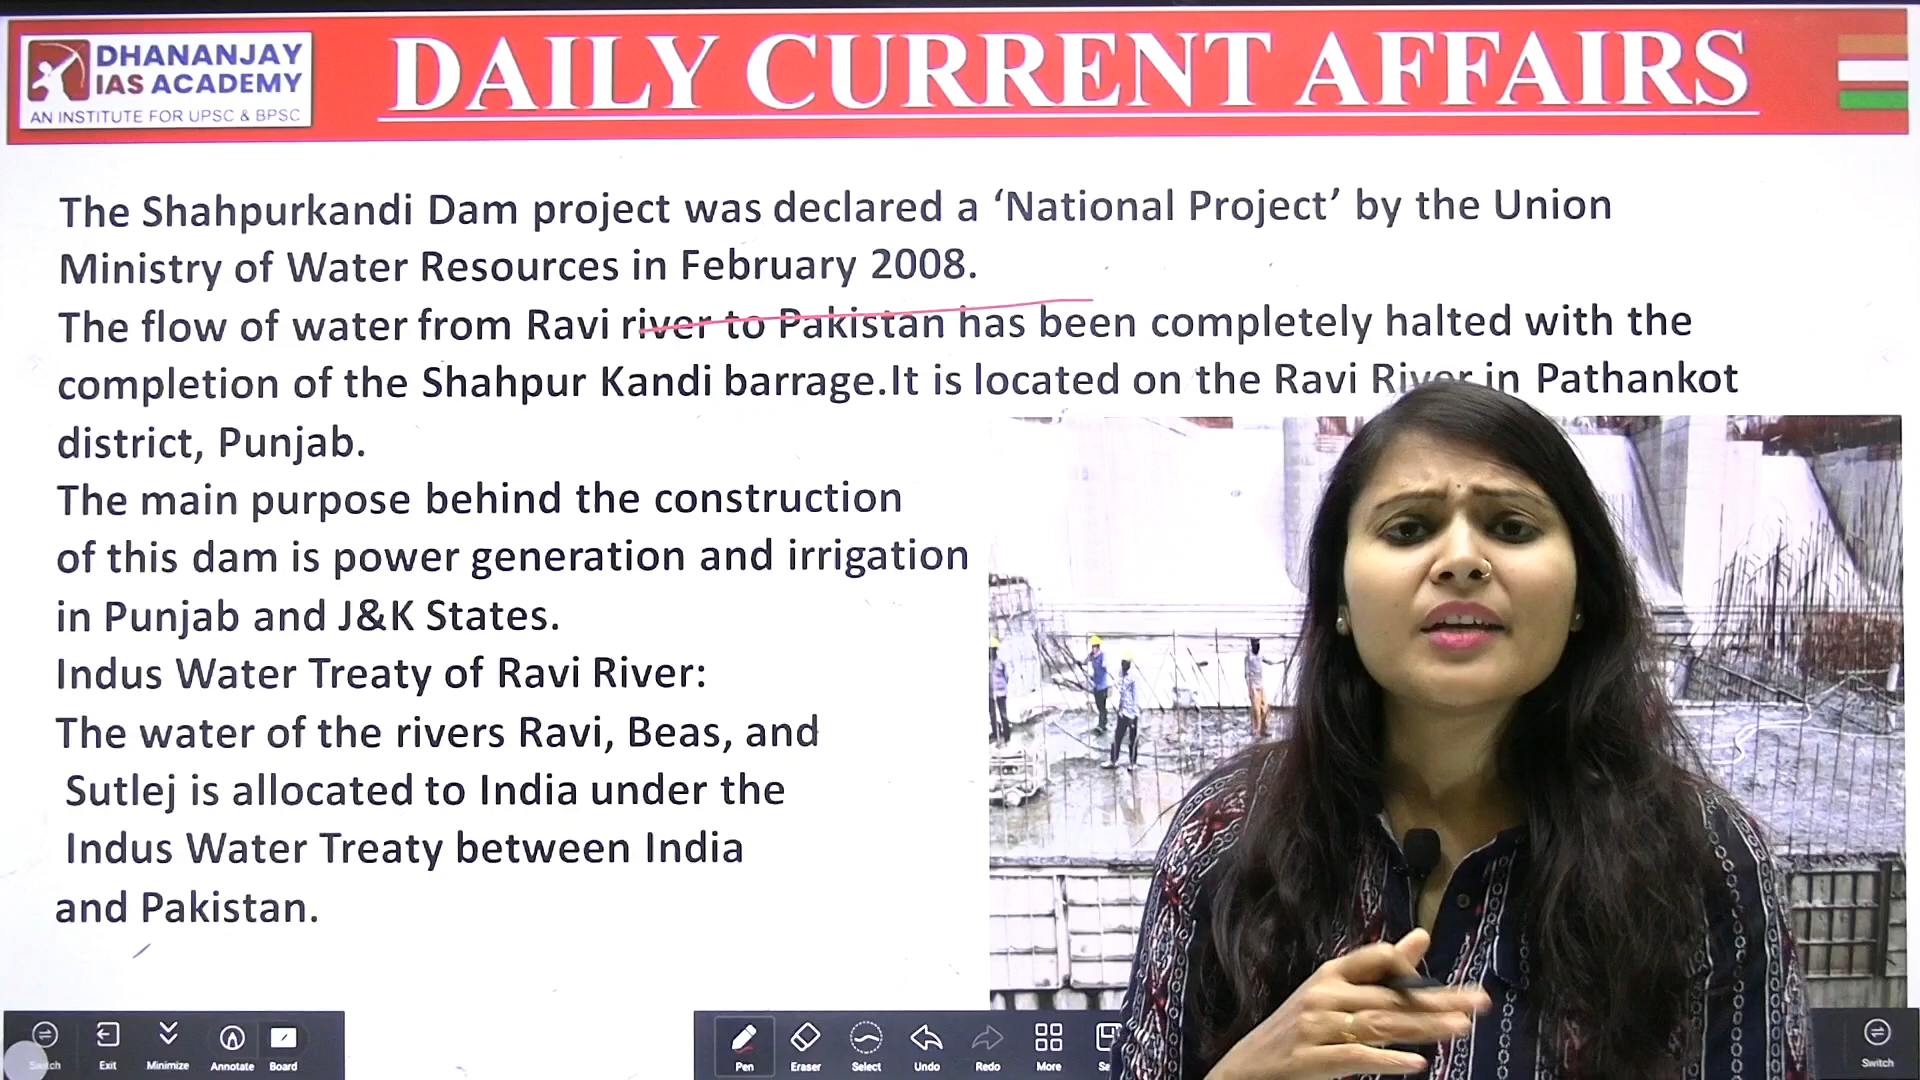 DHANANJAY
IAS ACADEMY
AN INSTITUTE FOR UPSC & BPSC
DAILY CURRENT AFFAIRS
The Shahpurkandi Dam project was declared a ‘National Project’ by the Union
Ministry of Water Resources in February 2008.
The flow of water from Ravi river to Pakistan has been completely halted with the
completion of the Shahpur Kandi barrage.It is located on the Ravi River in Pathankot
district, Punjab.
The main purpose behind the construction
of this dam is power generation and irrigation
in Punjab and J&K States.
Indus Water Treaty of Ravi River:
The water of the rivers Ravi, Beas, and
Sutlej is allocated to India under the
Indus Water Treaty between India
and Pakistan.
Switch Exit Minimize Annotate Board
Pen Eraser Select Undo Redo More
Switch